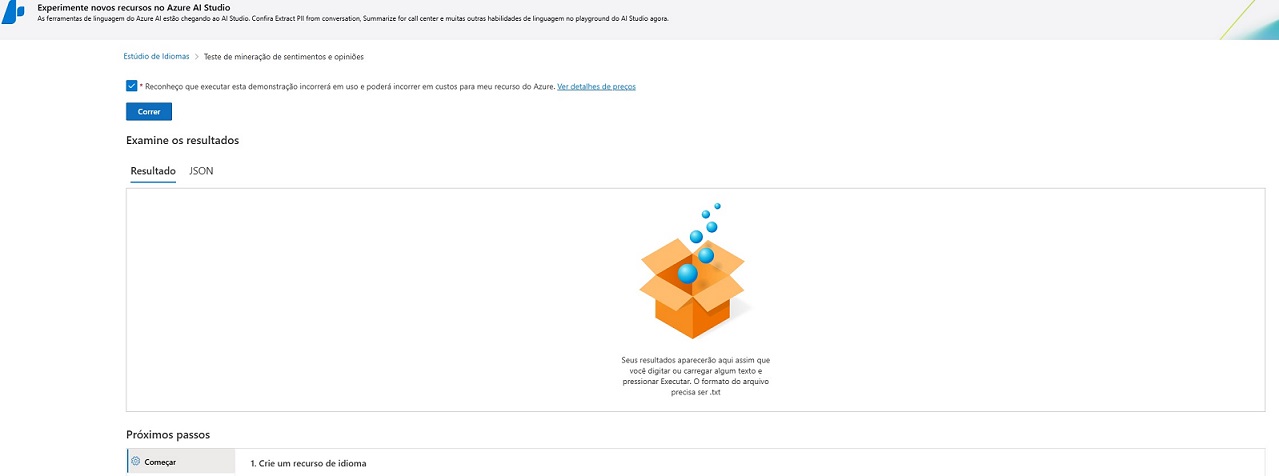 Experimente novos recursos no Azure AI Studio
As ferramentas de linguagem do Azure AI estão chegando ao AI Studio. Confira Extract PII from conversation, Summarize for call center e muitas outras habilidades de linguagem no playground do AI Studio agora.
Estúdio de Idiomas > Teste de mineração de sentimentos e opiniões
* Reconheço que executar esta demonstração incorrerá em uso e poderá incorrer em custos para meu recurso do Azure. Ver detalhes de preços
Correr
Examine os resultados
Resultado JSON
Seus resultados aparecerão aqui assim que
você digitar ou carregar algum texto e
pressionar Executar. O formato do arquivo
precisa ser .txt
Próximos passos
Começar
1. Crie um recurso de idioma